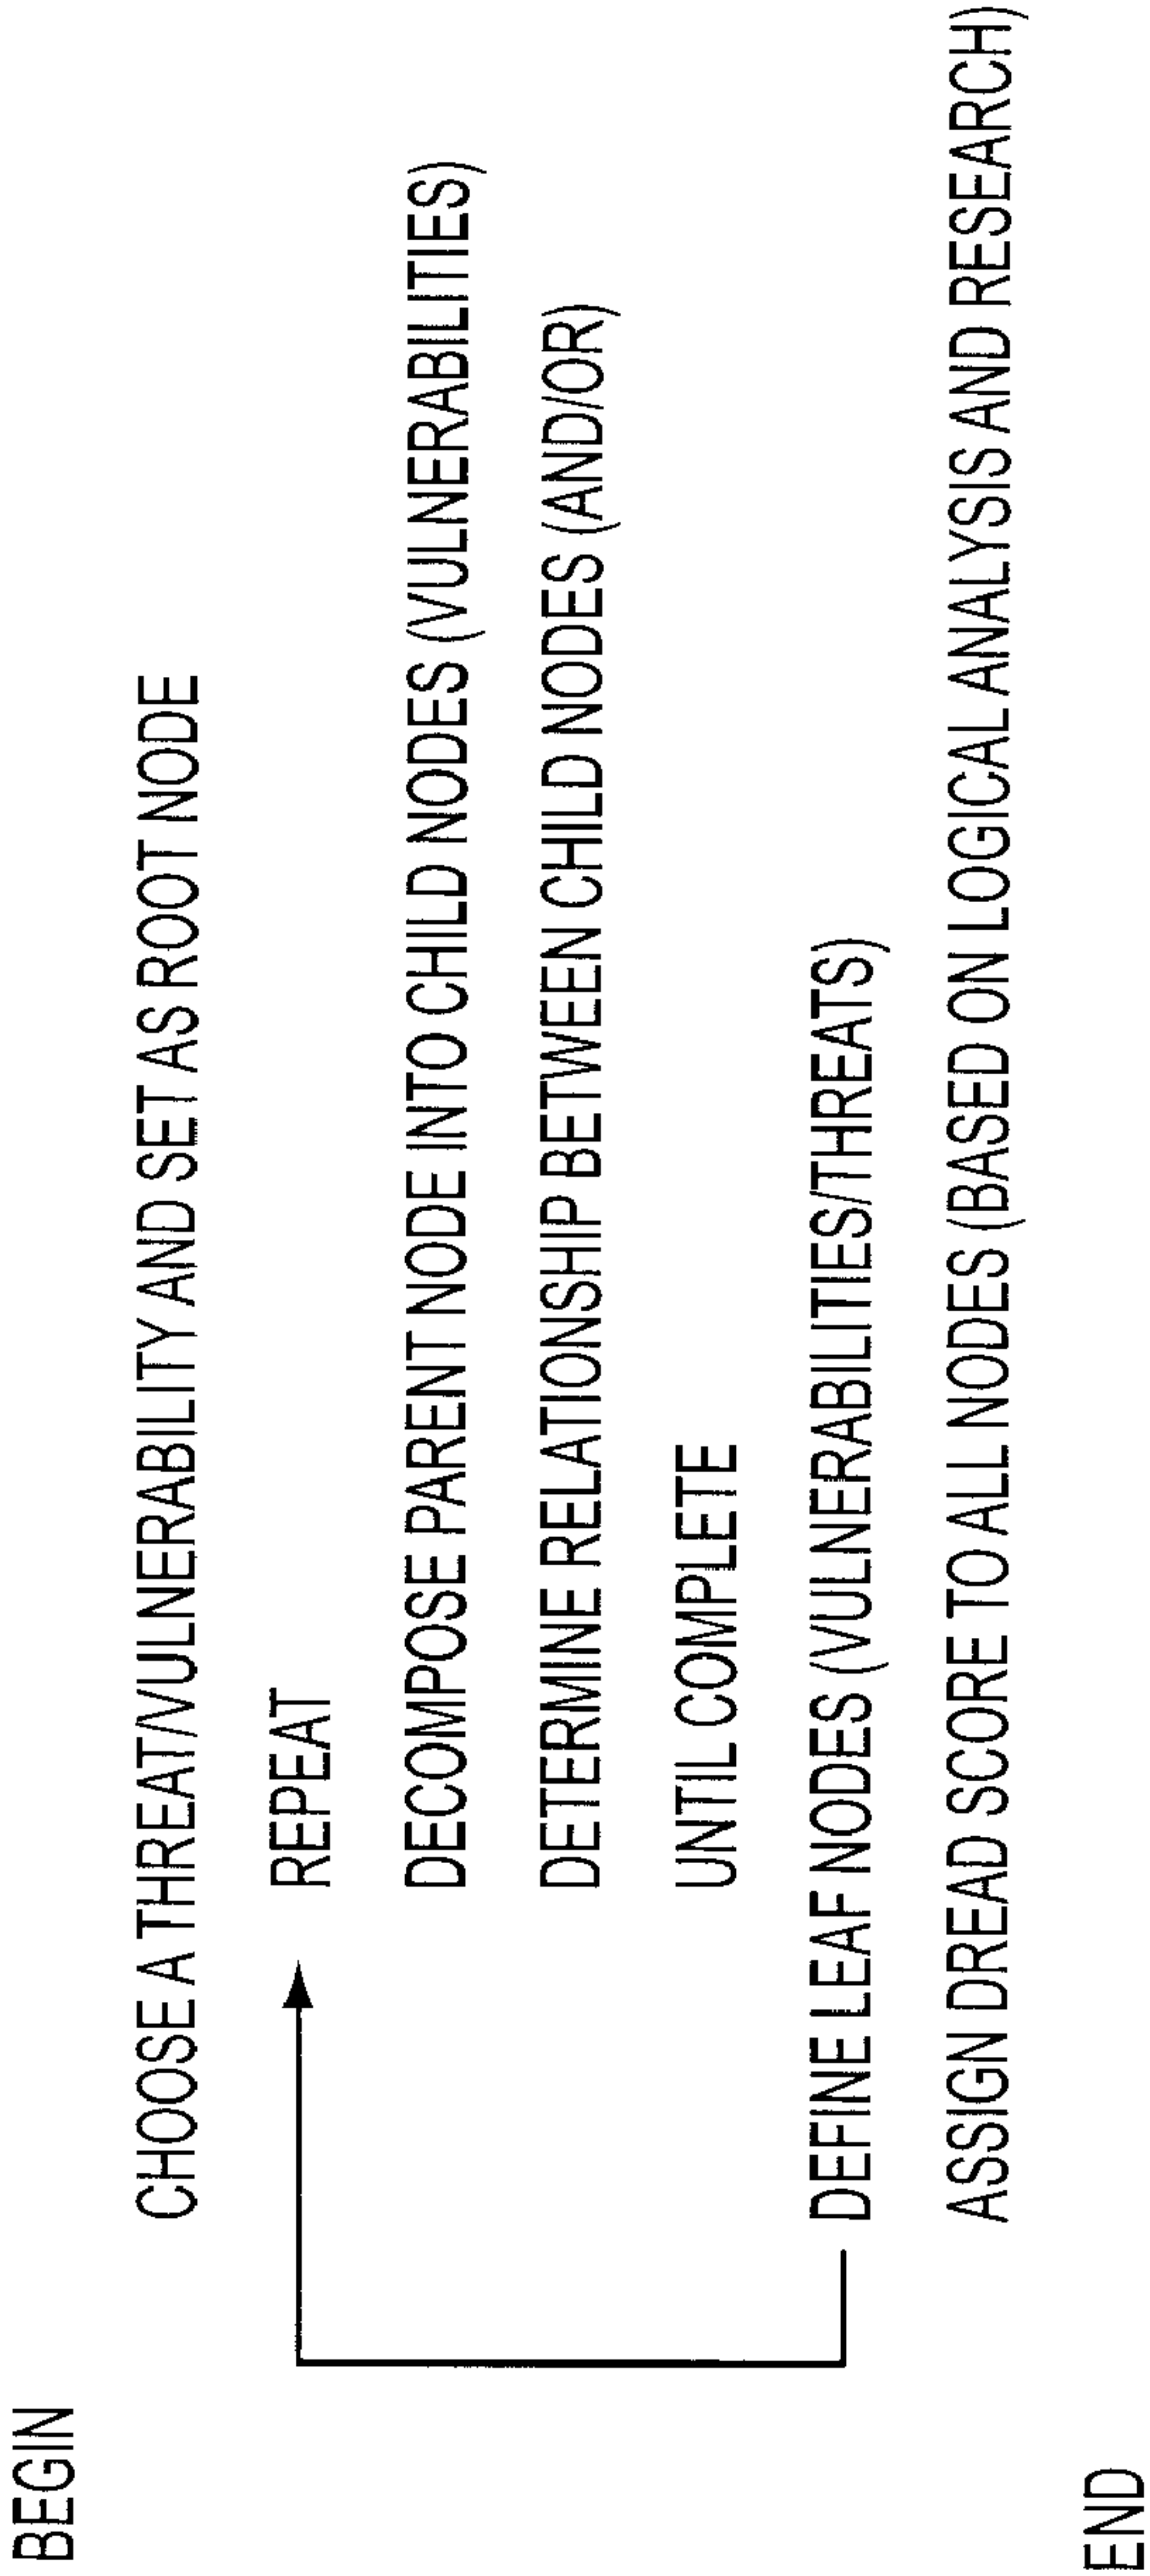 BEGIN
CHOOSE A THREAT/VULNERABILITY AND SET AS ROOT NODE
REPEAT
DECOMPOSE PARENT NODE INTO CHILD NODES (VULNERABILITIES)
DETERMINE RELATIONSHIP BETWEEN CHILD NODES (AND/OR)
UNTIL COMPLETE
DEFINE LEAF NODES (VULNERABILITIES/THREATS)
ASSIGN DREAD SCORE TO ALL NODES (BASED ON LOGICAL ANALYSIS AND RESEARCH)
END